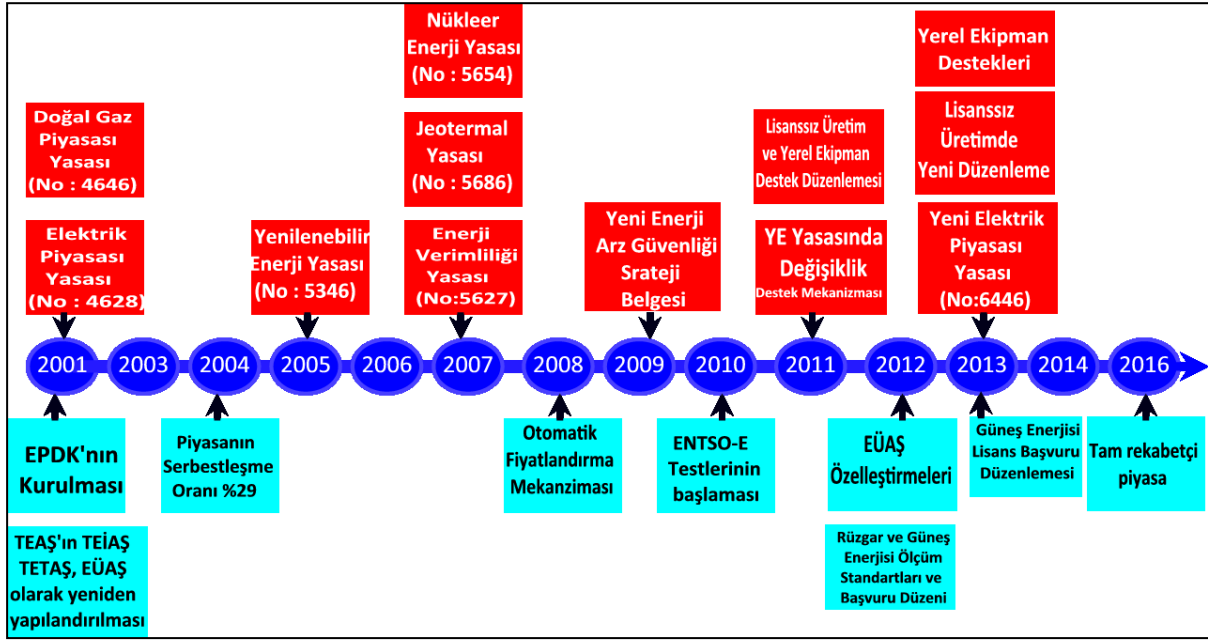 Doğal Gaz
Piyasası
Yasası
(No : 4646)
Elektrik
Piyasası
Yasası
(No : 4628)
Yenilenebilir
Enerji Yasası
(No : 5346)
Nükleer
Enerji Yasası
(No : 5654)
Jeotermal
Yasası
(No : 5686)
Enerji
Verimliliği
Yasası
(No:5627)
Yeni Enerji
Arz Güvenliği
Srateji
Belgesi
Lisanssız Üretim
ve Yerel Ekipman
Destek Düzenlemesi
YE Yasasında
Değişiklik
Destek Mekanizması
Yerel Ekipman
Destekleri
Lisanssız
Üretimde
Yeni Düzenleme
Yeni Elektrik
Piyasası
Yasası
(No:6446)
2001 2003 2004 2005 2006 2007 2008 2009 2010 2011 2012 2013 2014 2016
EPDK'nın
Kurulması
TEAŞ'ın TEİAŞ
TETAŞ, EÜAŞ
olarak yeniden
yapılandırılması
Piyasanın
Serbestleşme
Oranı %29
Otomatik
Fiyatlandırma
Mekanziması
ENTSO-E
Testlerinin
başlaması
EÜAŞ
Özelleştirmeleri
Rüzgar ve Güneş
Enerjisi Ölçüm
Standartları ve
Başvuru Düzeni
Güneş Enerjisi
Lisans Başvuru
Düzenlemesi
Tam rekabetçi
piyasa